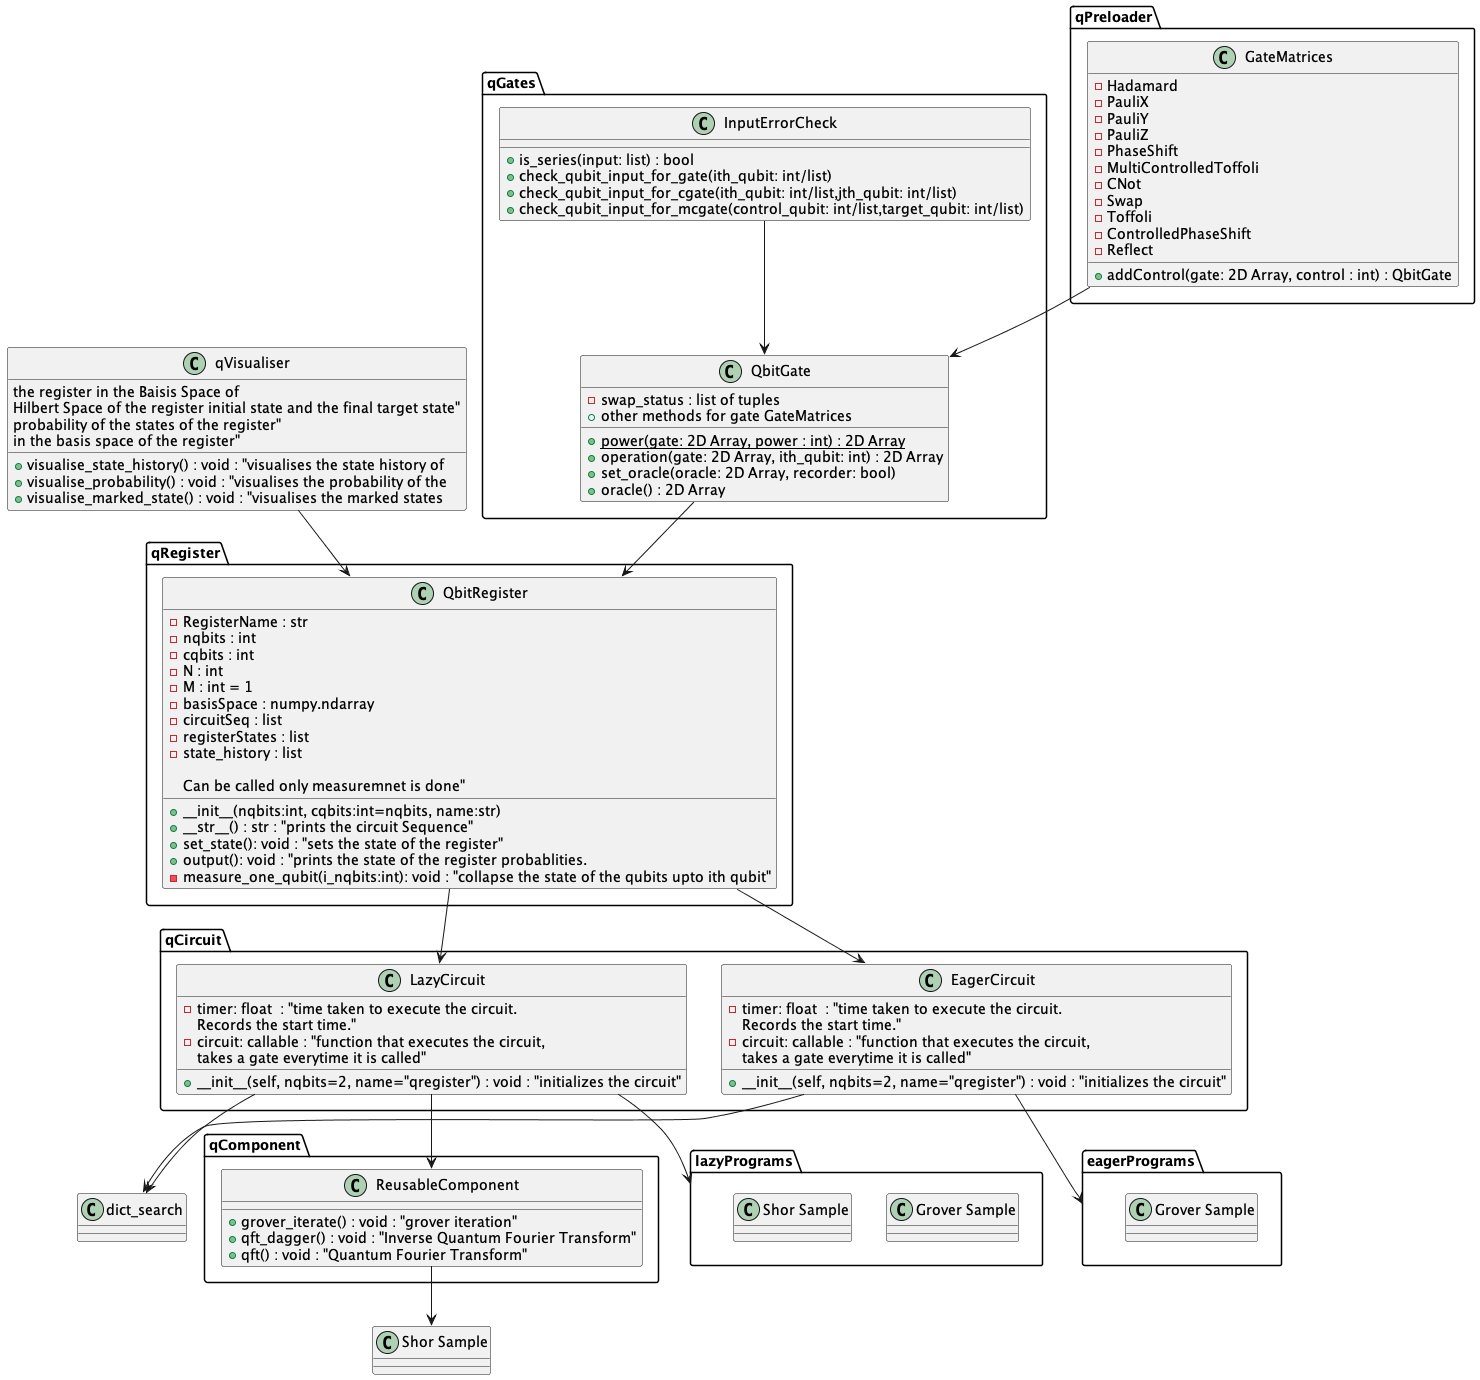 qPreloader
C GateMatrices
Hadamard
PauliX
PauliY
PauliZ
PhaseShift
MultiControlledToffoli
CNot
Swap
Toffoli
ControlledPhaseShift
Reflect
addControl(gate: 2D Array, control : int) : QbitGate
qGates
C InputErrorCheck
is_series(input: list) : bool
check_qubit_input_for_gate(ith_qubit: int/list)
check_qubit_input_for_cgate(ith_qubit: int/list,jth_qubit: int/list)
check_qubit_input_for_mcgate(control_qubit: int/list,target_qubit: int/list)
C QbitGate
swap_status : list of tuples
other methods for gate GateMatrices
power(gate: 2D Array, power : int) : 2D Array
operation(gate: 2D Array, ith_qubit: int) : 2D Array
set_oracle(oracle: 2D Array, recorder: bool)
oracle() : 2D Array
C qVisualiser
the register in the Baisis Space of
Hilbert Space of the register initial state and the final target state"
probability of the states of the register"
in the basis space of the register"
visualise_state_history() : void : "visualises the state history of
visualise_probability() : void : "visualises the probability of the
visualise_marked_state() : void : "visualises the marked states
qRegister
C QbitRegister
RegisterName : str
nqbits : int
cqbits : int
N : int
M : int = 1
basisSpace : numpy.ndarray
circuitSeq : list
registerStates : list
state_history : list
Can be called only measuremnet is done"
__init__(nqbits:int, cqbits:int=nqbits, name:str)
__str__() : str : "prints the circuit Sequence"
set_state(): void : "sets the state of the register"
output(): void : "prints the state of the register probablities.
measure_one_qubit(i_nqbits:int): void : "collapse the state of the qubits upto ith qubit"
qCircuit
C LazyCircuit
timer: float  : "time taken to execute the circuit.
Records the start time."
circuit: callable : "function that executes the circuit,
takes a gate everytime it is called"
__init__(self, nqbits=2, name="qregister") : void : "initializes the circuit"
C EagerCircuit
timer: float  : "time taken to execute the circuit.
Records the start time."
circuit: callable : "function that executes the circuit,
takes a gate everytime it is called"
__init__(self, nqbits=2, name="qregister") : void : "initializes the circuit"
C dict_search
qComponent
C ReusableComponent
grover_iterate() : void : "grover iteration"
qft_dagger() : void : "Inverse Quantum Fourier Transform"
qft() : void : "Quantum Fourier Transform"
lazyPrograms
C Shor Sample
C Grover Sample
eagerPrograms
C Grover Sample
C Shor Sample